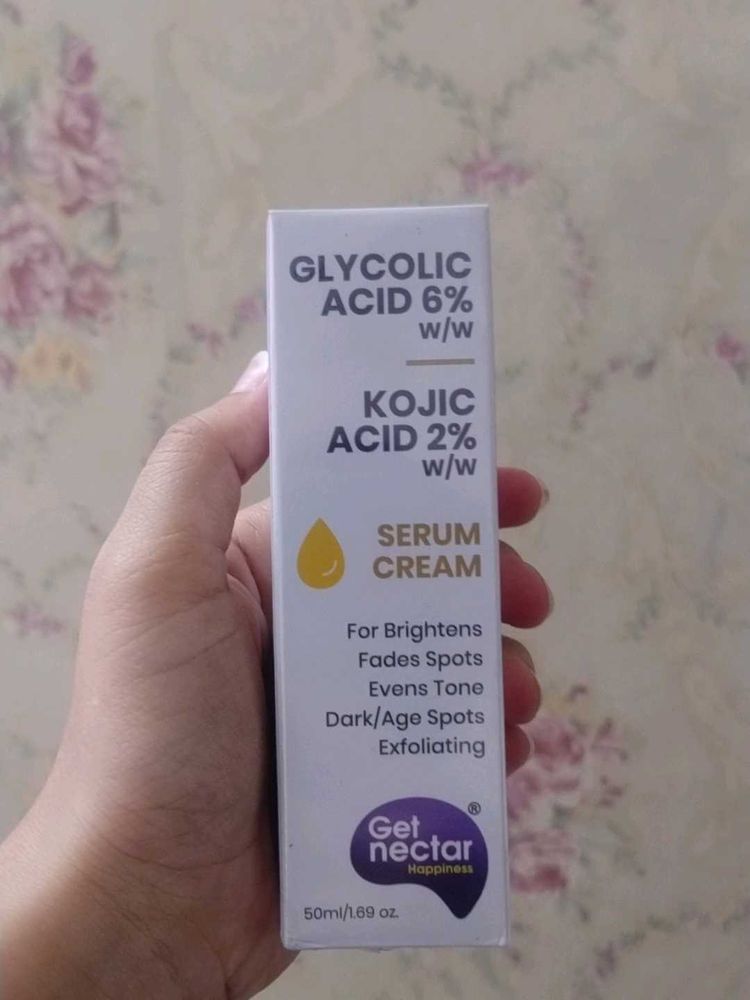 GLYCOLIC
ACID 6%
w/w
KOJIC
ACID 2%
w/w
SERUM
CREAM
For Brightens
Fades Spots
Evens Tone
Dark/Age Spots
Exfoliating
®
Get
nectar
Happiness
50ml/1.69 oz.